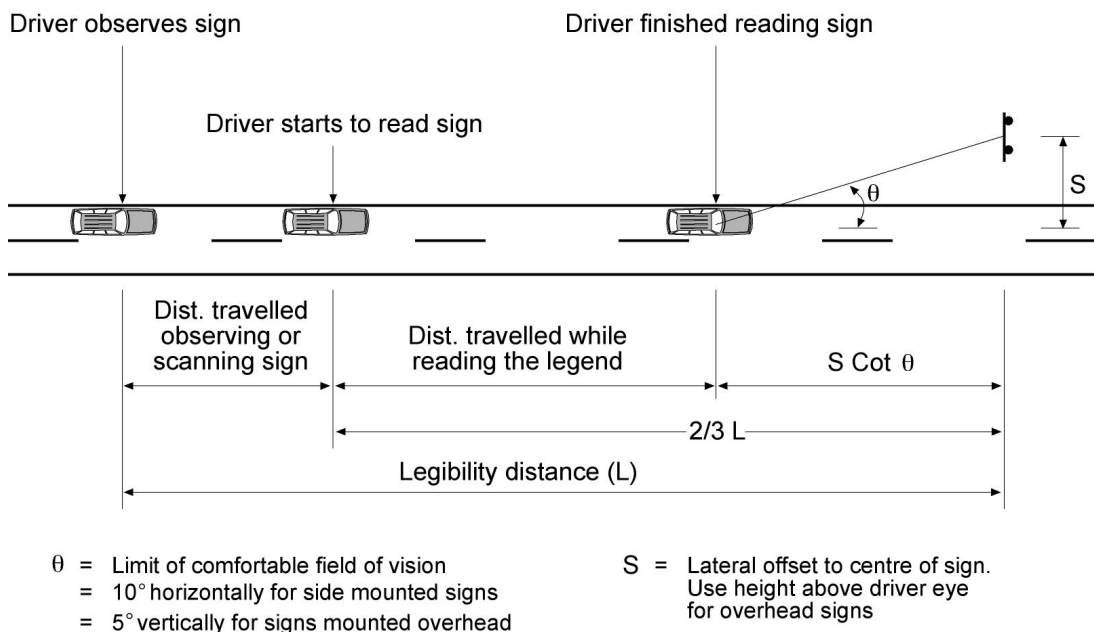 Driver observes sign
Driver finished reading sign
Driver starts to read sign
θ
S
Dist. travelled
observing or
scanning sign
Dist. travelled while
reading the legend
S Cot θ
2/3 L
Legibility distance (L)
θ = Limit of comfortable field of vision
= 10° horizontally for side mounted signs
= 5° vertically for signs mounted overhead
S = Lateral offset to centre of sign.
Use height above driver eye
for overhead signs